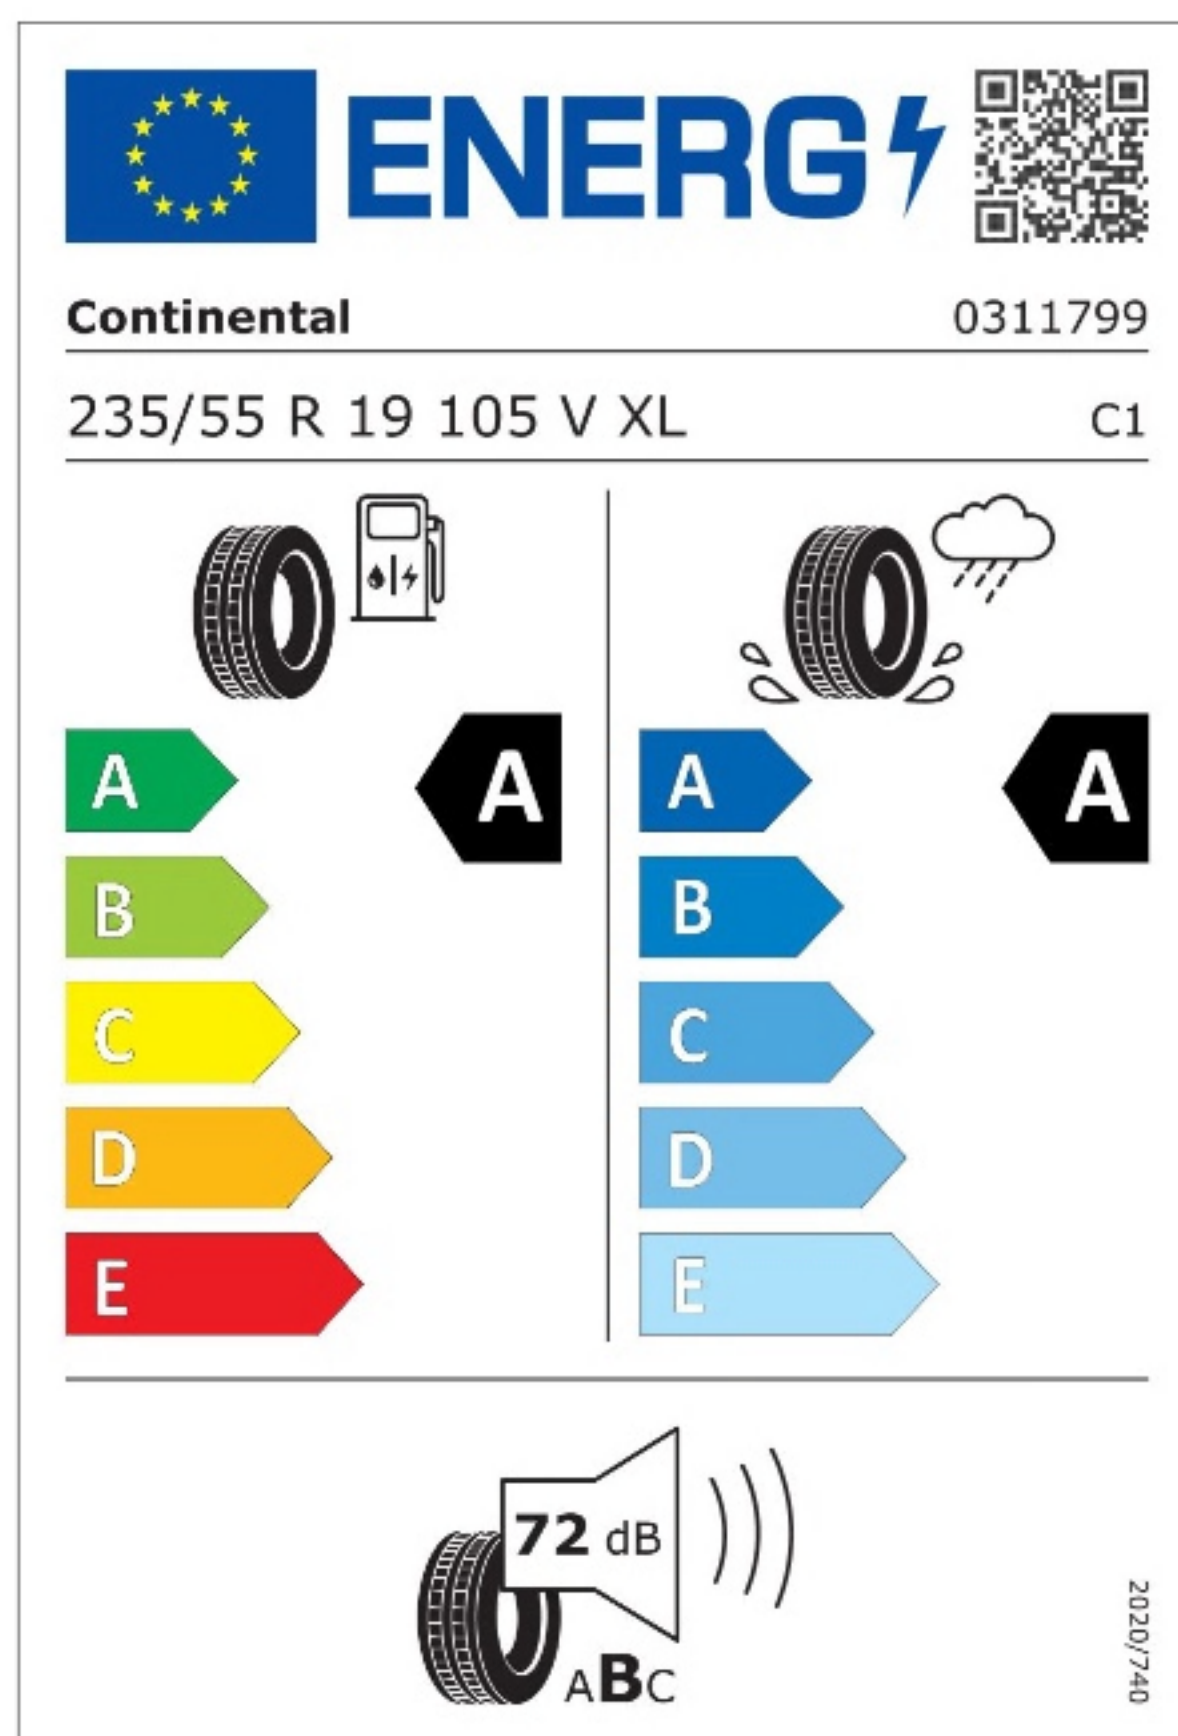 ENERG
Continental 0311799
235/55 R 19 105 V XL C1
A A
B
C
D
E
A A
B
C
D
E
72 dB
ABC
2020/740